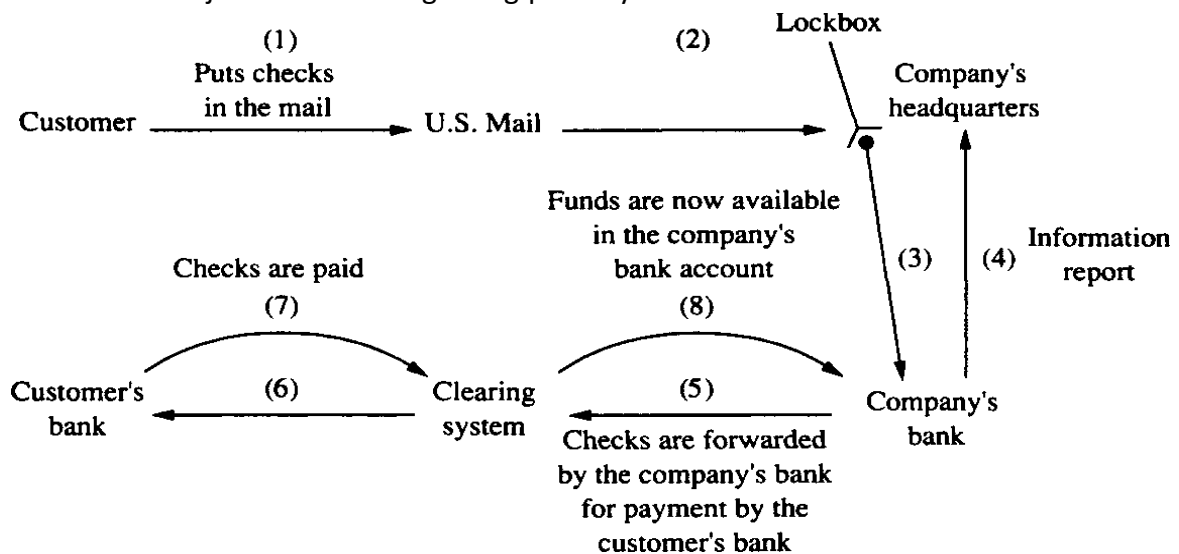 Lockbox
(1)
(2)
Puts checks
in the mail
Company's
headquarters
Customer
U.S. Mail
Funds are now available
in the company's
bank account
Checks are paid
(3)
(4)
Information
report
(7)
(8)
Customer's
bank
(6)
Clearing
system
(5)
Company's
bank
Checks are forwarded
by the company's bank
for payment by the
customer's bank